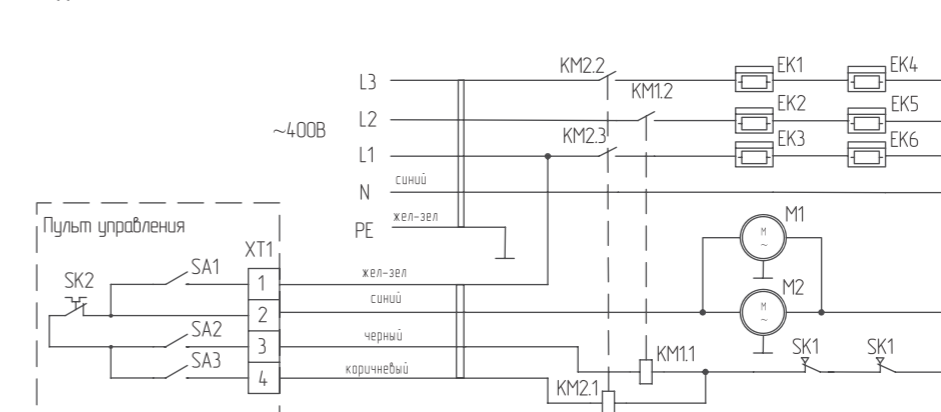 KM2.2
EK1
EK4
L3
KM1.2
EK2
EK5
L2
~400В
KM2.3
EK3
EK6
L1
N
синий
PE
жел-зел
Пульт управления
M1
M
~
XT1
SK2
SA1
1
жел-зел
2
синий
M2
M
~
SA2
3
черный
KM1.1
SK1
SK1
SA3
4
коричневый
KM2.1